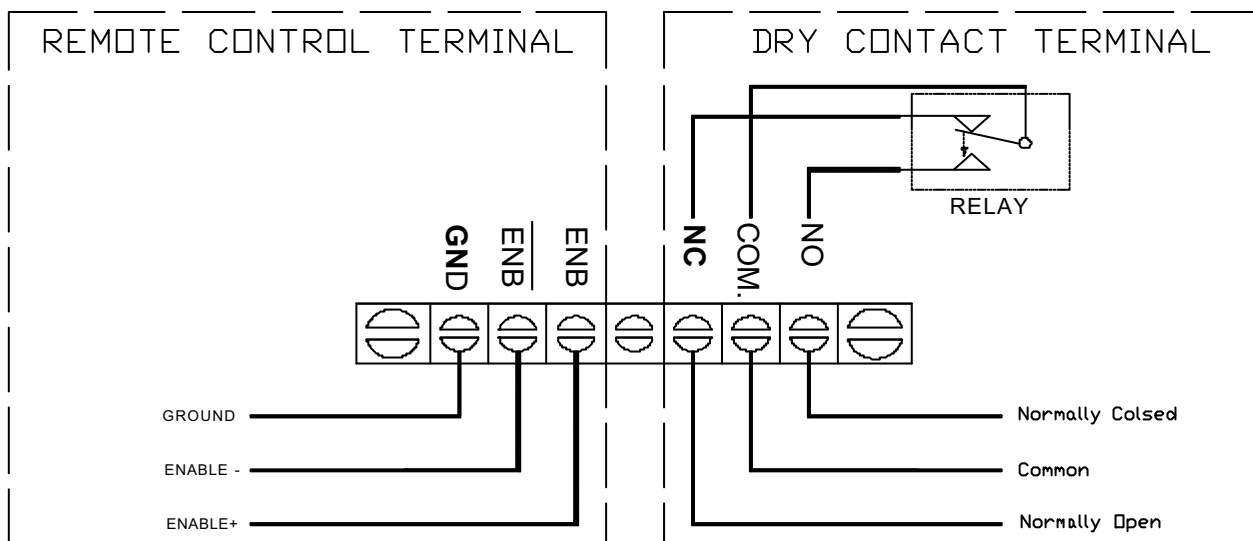 REMOTE CONTROL TERMINAL
DRY CONTACT TERMINAL
RELAY
GND
ENB
ENB
NC
COM.
NO
GROUND
ENABLE -
ENABLE+
Normally Colsed
Common
Normally Open